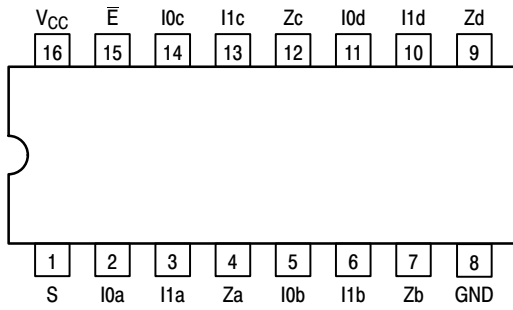 V_CC E̅ I0c I1c Zc I0d I1d Zd
16 15 14 13 12 11 10 9
1 2 3 4 5 6 7 8
S I0a I1a Za I0b I1b Zb GND